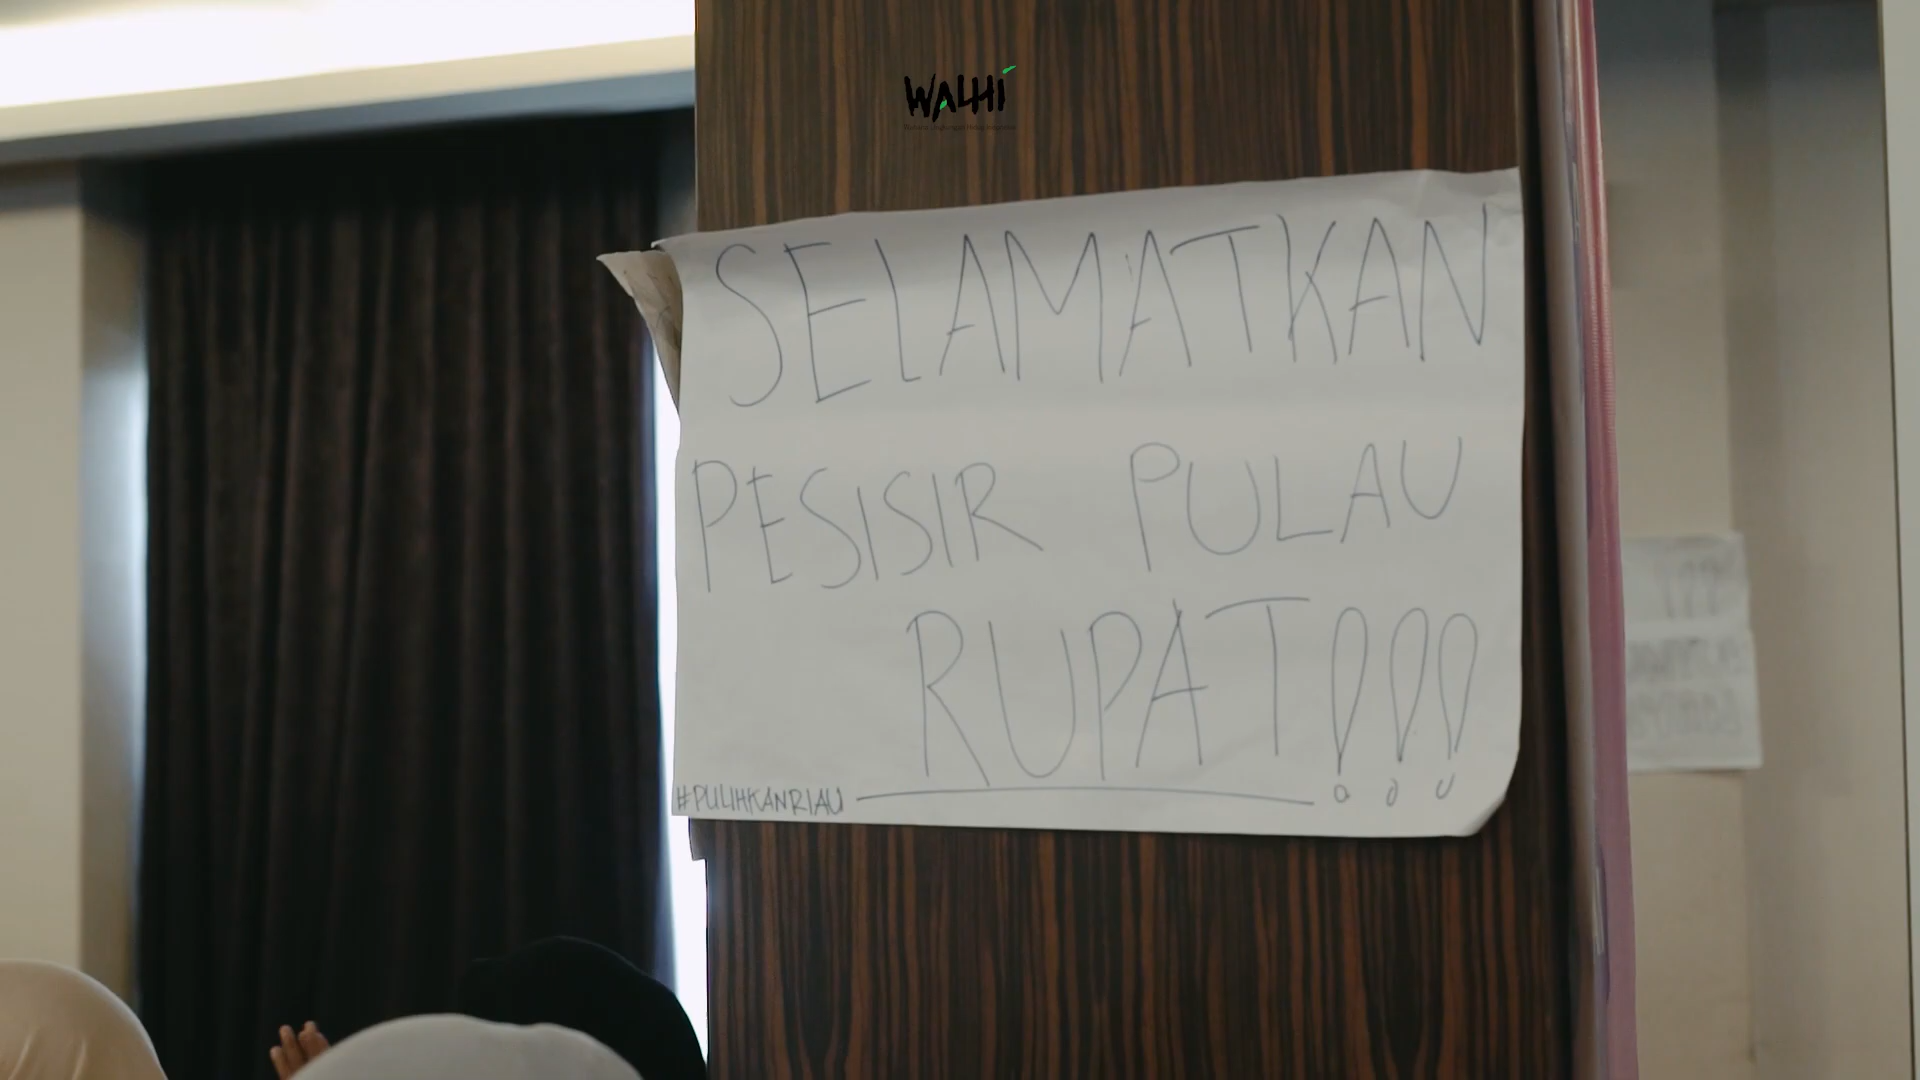 WALHI
SELAMATKAN
PESISIR PULAU
RUPAT!!!
#PULIHKANRIAU